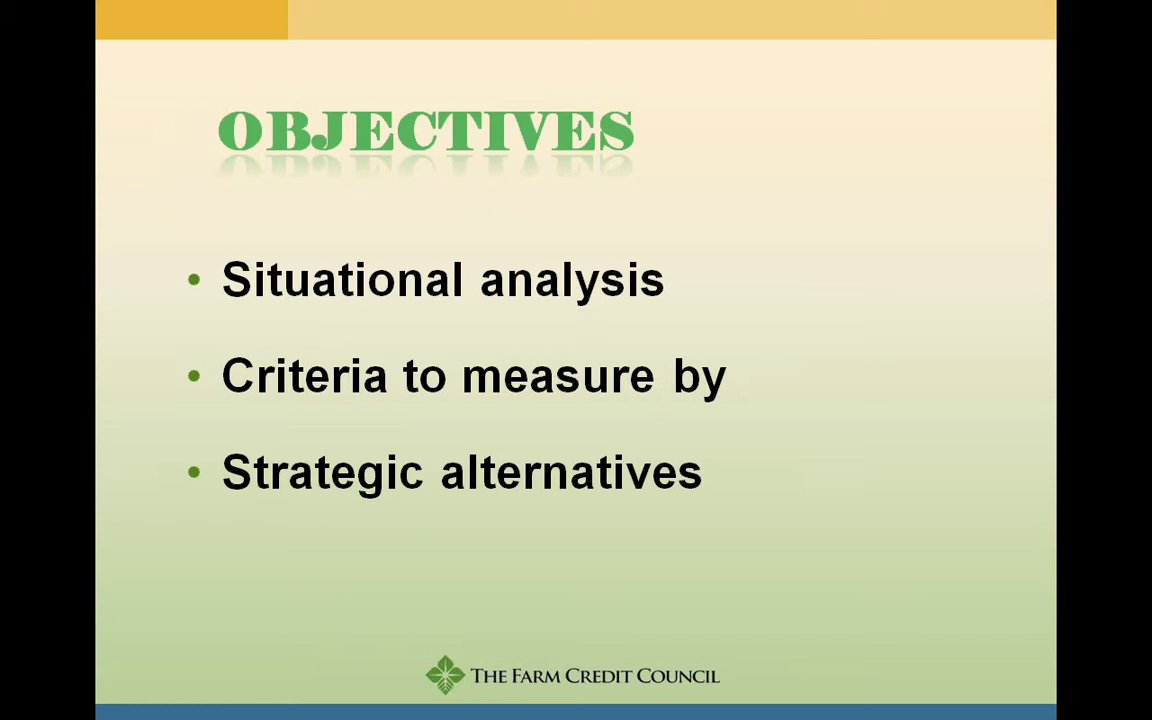 OBJECTIVES
• Situational analysis
• Criteria to measure by
• Strategic alternatives
THE FARM CREDIT COUNCIL